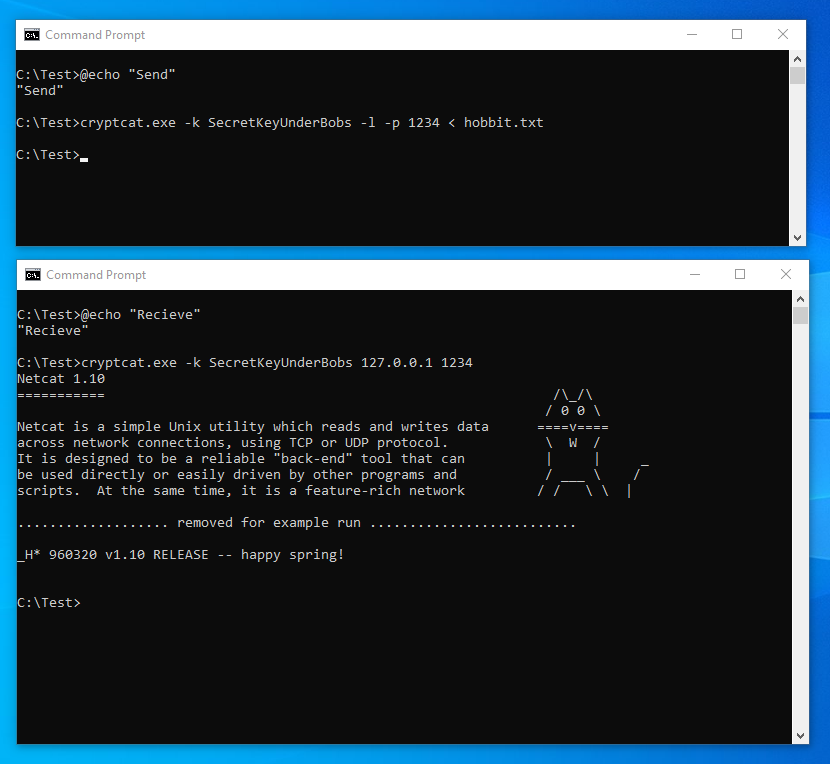 Command Prompt
C:\Test>@echo "Send"
"Send"
C:\Test>cryptcat.exe -k SecretKeyUnderBobs -l -p 1234 < hobbit.txt
C:\Test>
Command Prompt
C:\Test>@echo "Recieve"
"Recieve"
C:\Test>cryptcat.exe -k SecretKeyUnderBobs 127.0.0.1 1234
Netcat 1.10
===========                                                        /\_/\
                                                                  / 0 0 \
Netcat is a simple Unix utility which reads and writes data      ====v====
across network connections, using TCP or UDP protocol.            \  W  /
It is designed to be a reliable "back-end" tool that can          |     |     _
be used directly or easily driven by other programs and           / ___ \    /
scripts.  At the same time, it is a feature-rich network         / /   \ \  |
................... removed for example run ..........................
_H* 960320 v1.10 RELEASE -- happy spring!
C:\Test>